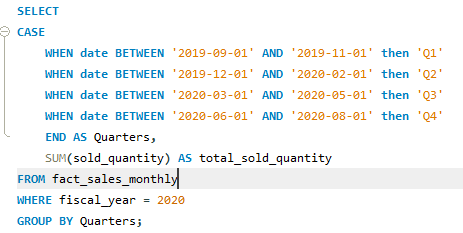 SELECT
CASE
WHEN date BETWEEN '2019-09-01' AND '2019-11-01' then 'Q1'
WHEN date BETWEEN '2019-12-01' AND '2020-02-01' then 'Q2'
WHEN date BETWEEN '2020-03-01' AND '2020-05-01' then 'Q3'
WHEN date BETWEEN '2020-06-01' AND '2020-08-01' then 'Q4'
END AS Quarters,
SUM(sold_quantity) AS total_sold_quantity
FROM fact_sales_monthly
WHERE fiscal_year = 2020
GROUP BY Quarters;